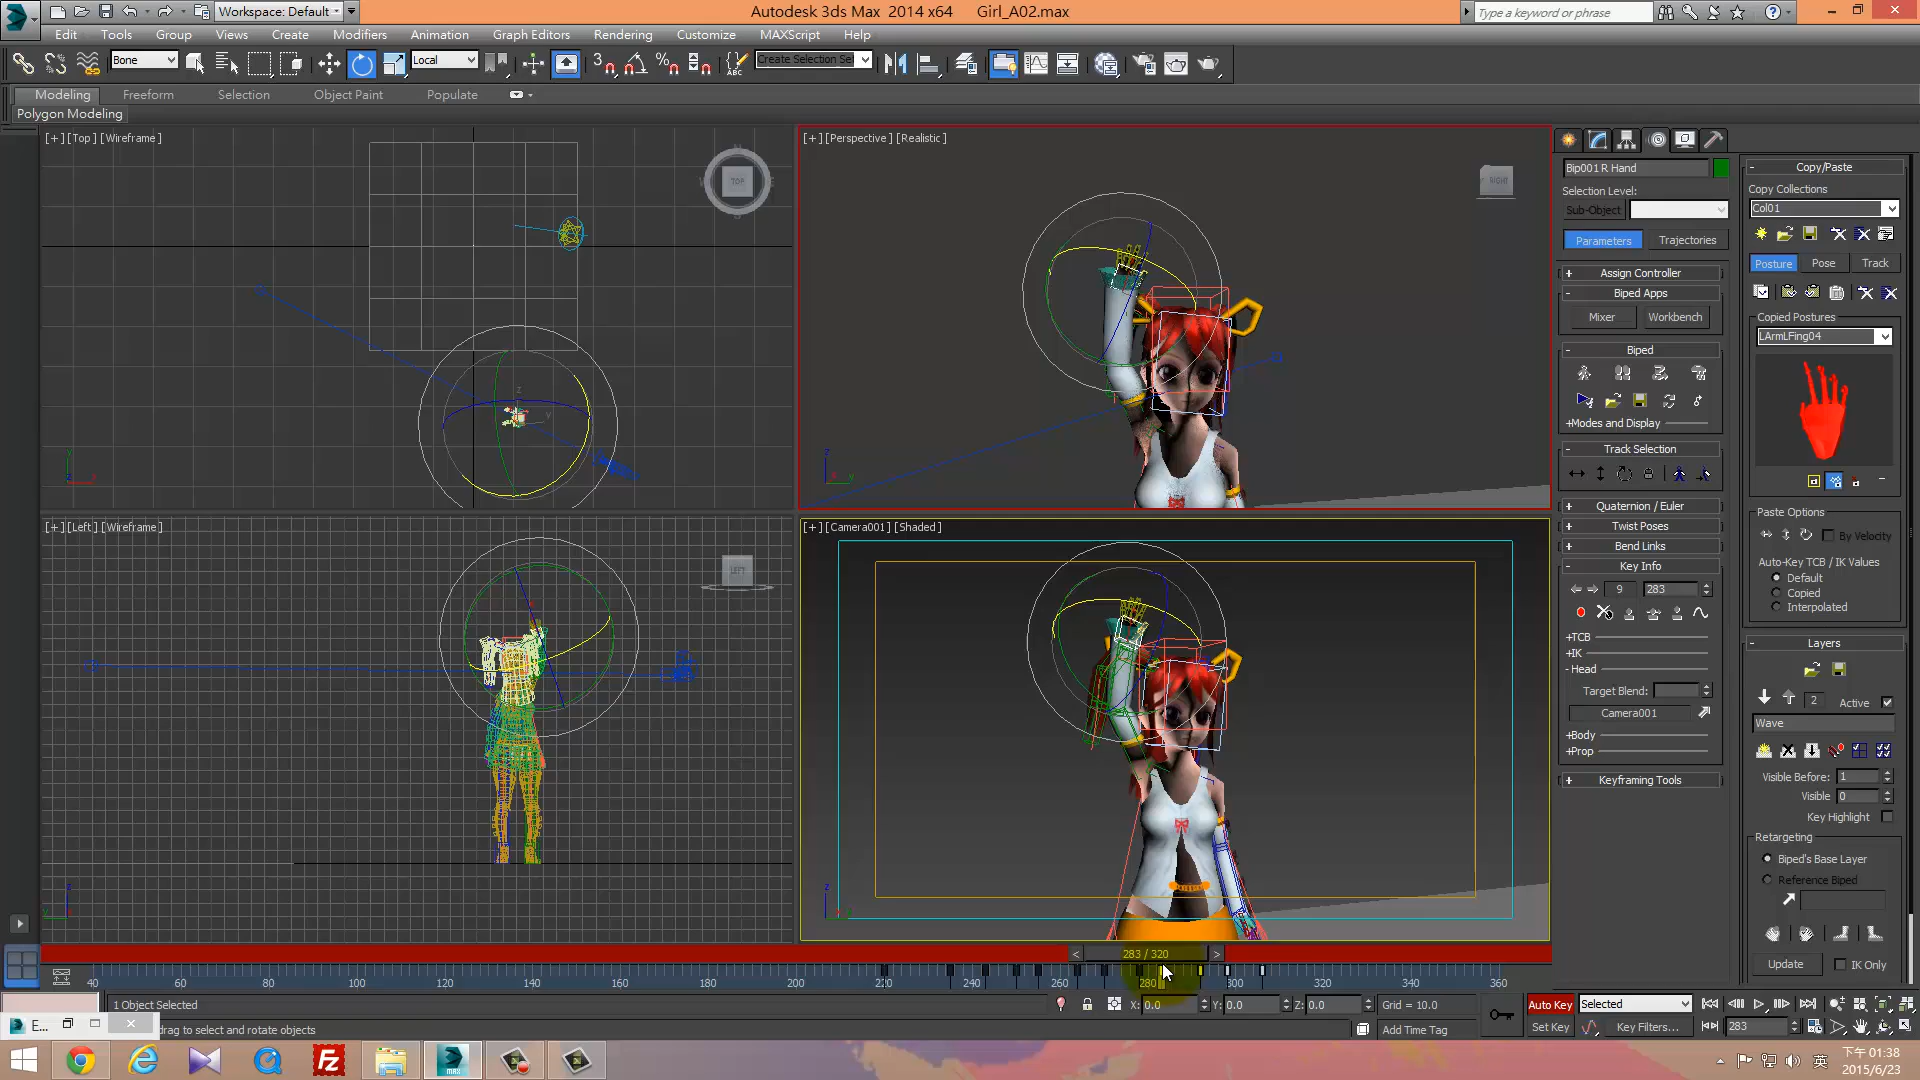 Workspace: Default
Autodesk 3ds Max 2014 x64    Girl_A02.max
Type a keyword or phrase
Edit Tools Group Views Create Modifiers Animation Graph Editors Rendering Customize MAXScript Help
Bone
Local
Create Selection Set
Modeling Freeform Selection Object Paint Populate
Polygon Modeling
[+] [Top] [Wireframe]
TOP
[+] [Perspective] [Realistic]
RIGHT
[+] [Left] [Wireframe]
LEFT
[+] [Camera001] [Shaded]
Bip001 R Hand
Selection Level:
Sub-Object
Parameters Trajectories
+ Assign Controller
- Biped Apps
Mixer Workbench
- Biped
+Modes and Display
- Track Selection
+ Quaternion / Euler
+ Twist Poses
+ Bend Links
- Key Info
9 283
+TCB
+IK
- Head
Target Blend:
Camera001
+Body
+Prop
+ Keyframing Tools
- Copy/Paste
Copy Collections
Col01
Posture Pose Track
Copied Postures
LArmLFing04
Paste Options
By Velocity
Auto-Key TCB / IK Values
Default
Copied
Interpolated
- Layers
2 Active
Wave
Visible Before: 1
Visible 0
Key Highlight
Retargeting
Biped's Base Layer
Reference Biped
Update IK Only
< 283 / 320 >
40 60 80 100 120 140 160 180 200 220 240 260 280 300 320 340 360
1 Object Selected
X: 0.0 Y: 0.0 Z: 0.0 Grid = 10.0
Auto Key Selected
E...
drag to select and rotate objects
Add Time Tag
Set Key Key Filters... 283
MAX
英
下午 01:38
2015/6/23